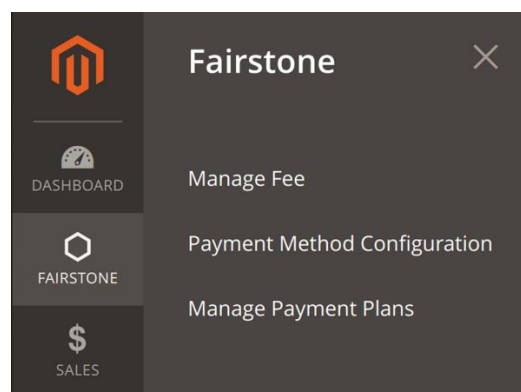 Fairstone
DASHBOARD
Manage Fee
FAIRSTONE
Payment Method Configuration
Manage Payment Plans
$
SALES